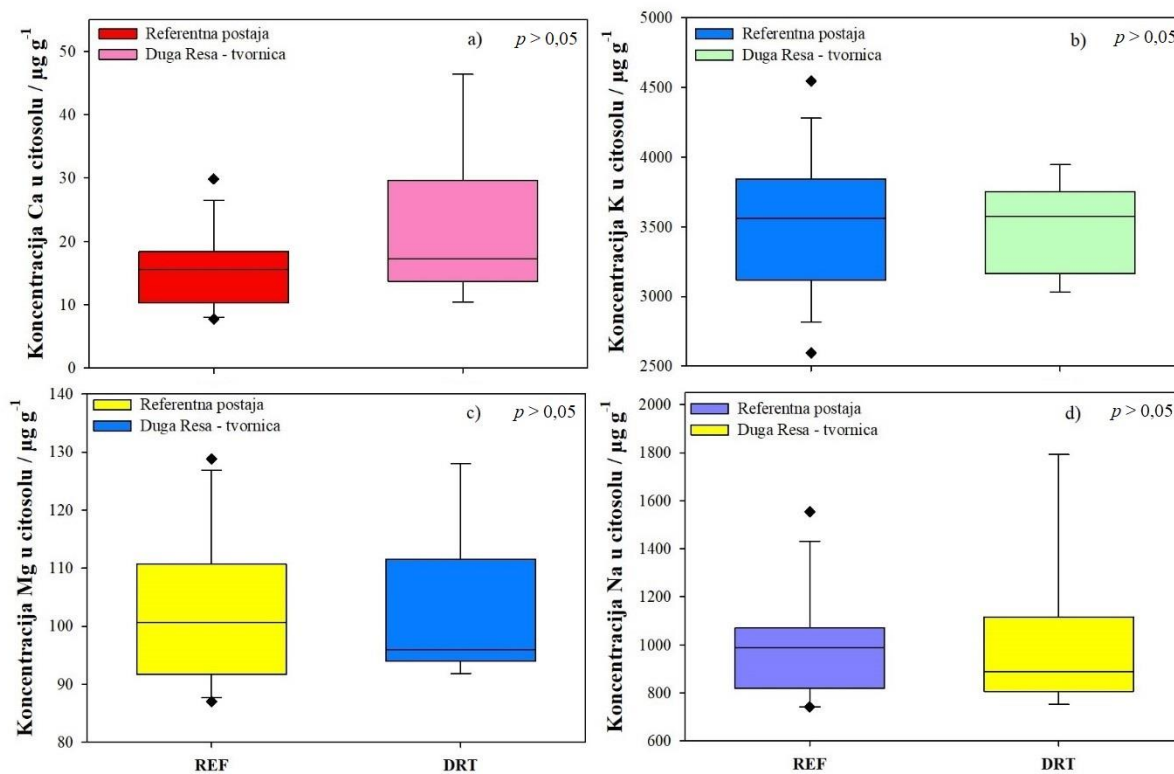 Koncentracija Ca u citosolu / µg g⁻¹
50
40
30
20
10
0
Referentna postaja
Duga Resa - tvornica
a)
p > 0,05
Koncentracija K u citosolu / µg g⁻¹
5000
4500
4000
3500
3000
2500
Referentna postaja
Duga Resa - tvornica
b)
p > 0,05
Koncentracija Mg u citosolu / µg g⁻¹
140
130
120
110
100
90
80
Referentna postaja
Duga Resa - tvornica
c)
p > 0,05
REF
DRT
Koncentracija Na u citosolu / µg g⁻¹
2000
1800
1600
1400
1200
1000
800
600
Referentna postaja
Duga Resa - tvornica
d)
p > 0,05
REF
DRT